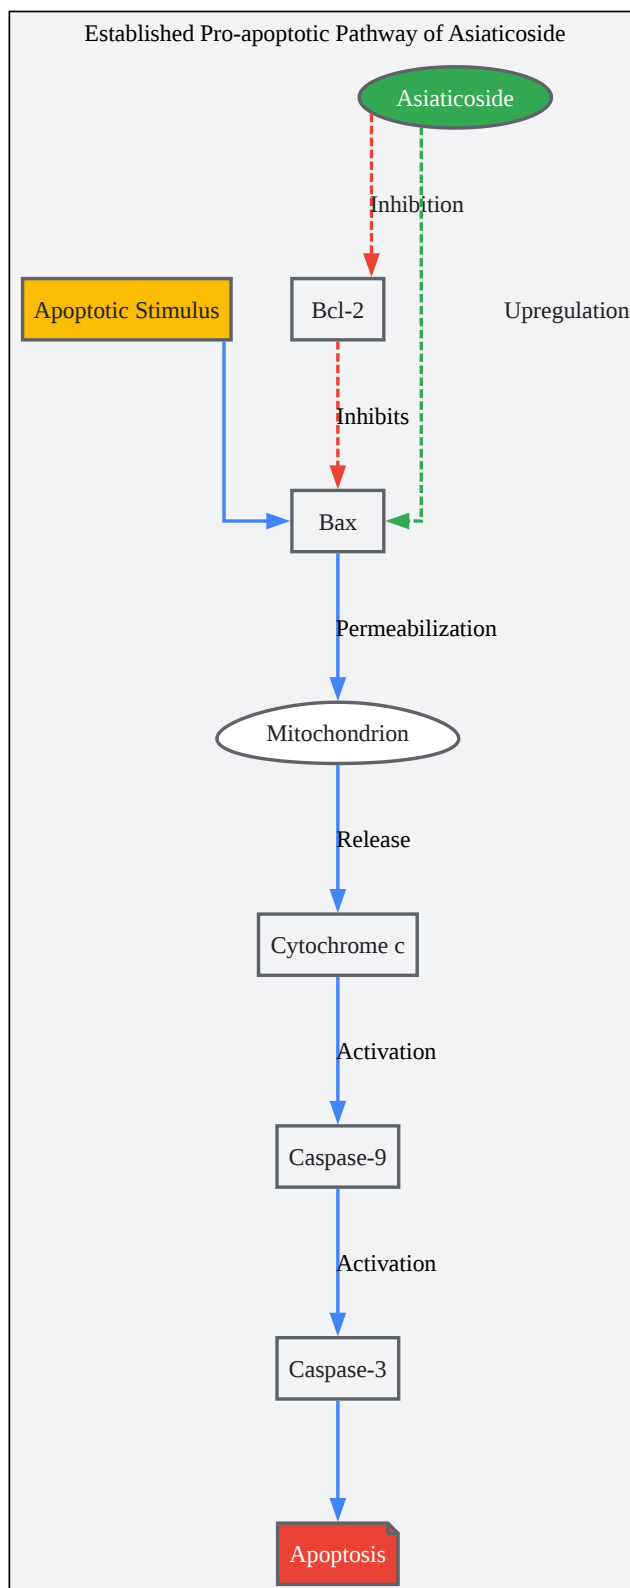 Established Pro-apoptotic Pathway of Asiaticoside
Asiaticoside
Inhibition
Apoptotic Stimulus
Bcl-2
Upregulation
Inhibits
Bax
Permeabilization
Mitochondrion
Release
Cytochrome c
Activation
Caspase-9
Activation
Caspase-3
Apoptosis